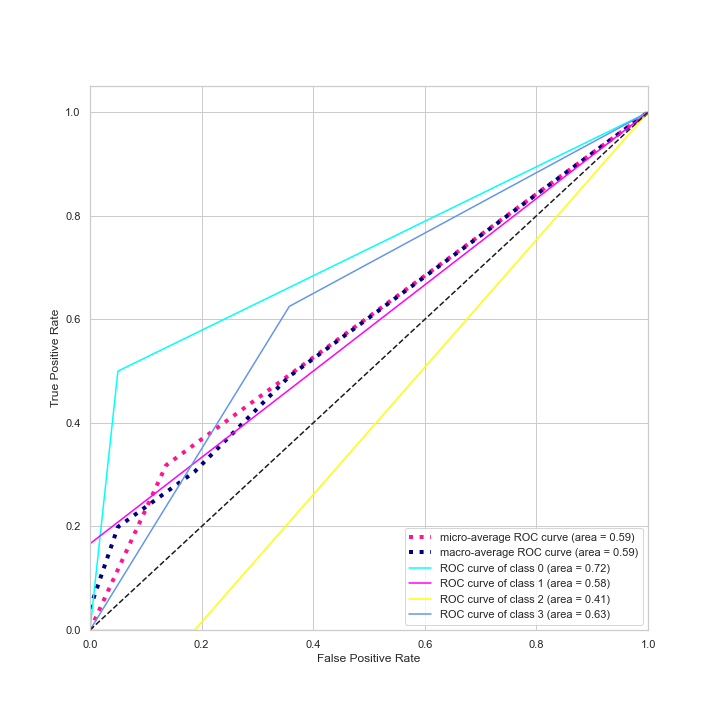 1.0
0.8
0.6
0.4
0.2
0.0
True Positive Rate
0.0 0.2 0.4 0.6 0.8 1.0
False Positive Rate
micro-average ROC curve (area = 0.59)
macro-average ROC curve (area = 0.59)
ROC curve of class 0 (area = 0.72)
ROC curve of class 1 (area = 0.58)
ROC curve of class 2 (area = 0.41)
ROC curve of class 3 (area = 0.63)